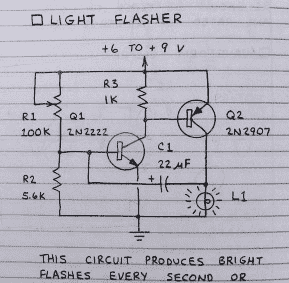 LIGHT FLASHER
+6 TO +9 V
R3
1K
R1
100K
Q1
2N2222
Q2
2N2907
C1
22 µF
+
R2
5.6K
L1
THIS CIRCUIT PRODUCES BRIGHT
FLASHES EVERY SECOND OR